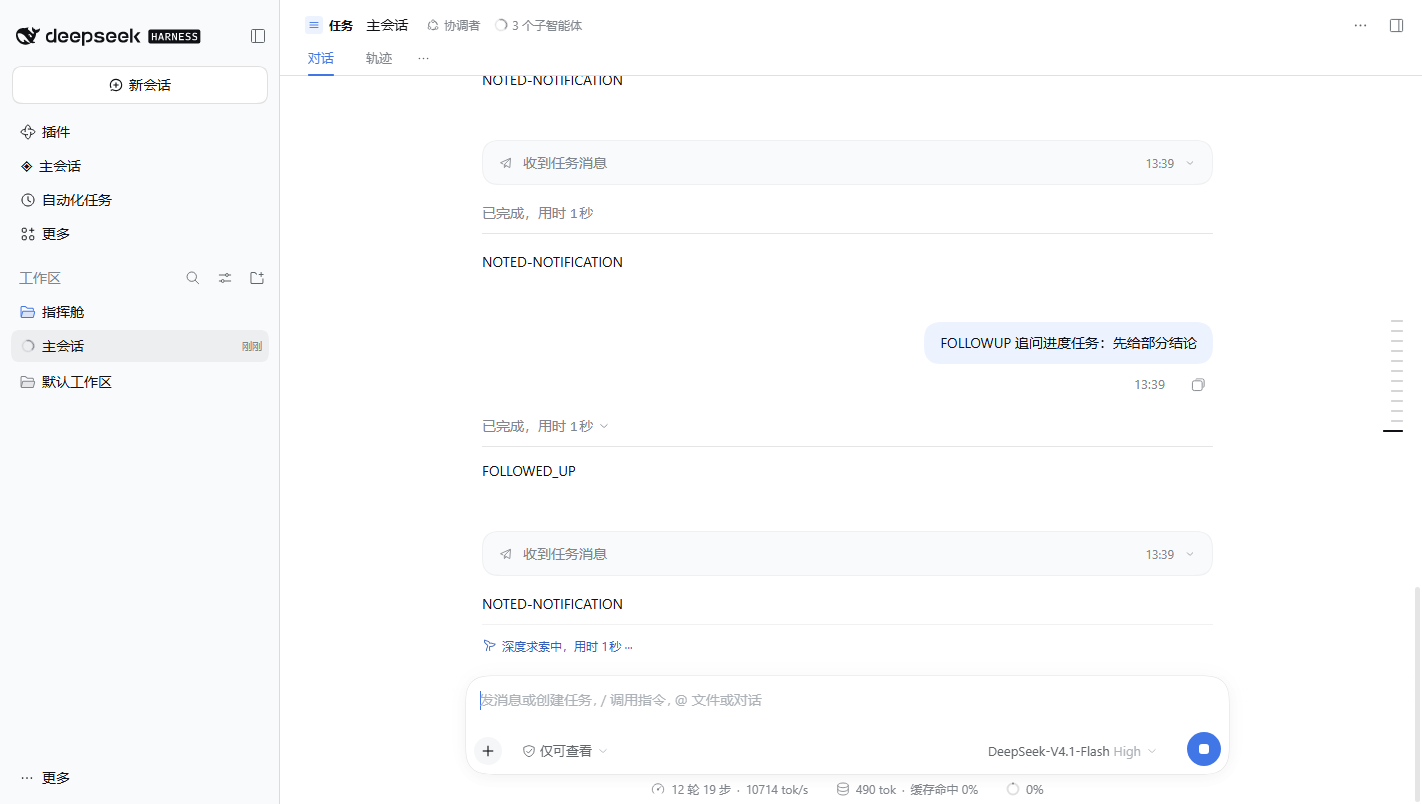 deepseek HARNESS
新会话
插件
主会话
自动化任务
更多
工作区
指挥舱
主会话 刚刚
默认工作区
更多
任务 主会话 协调者 3 个子智能体
对话 轨迹
NOTED-NOTIFICATION
收到任务消息 13:39
已完成，用时 1秒
NOTED-NOTIFICATION
FOLLOWUP 追问进度任务：先给部分结论
13:39
已完成，用时 1秒
FOLLOWED_UP
收到任务消息 13:39
NOTED-NOTIFICATION
深度求索中，用时 1秒 ...
发消息或创建任务, / 调用指令, @ 文件或对话
仅可查看 DeepSeek-V4.1-Flash High
12 轮 19 步 · 10714 tok/s 490 tok · 缓存命中 0% 0%